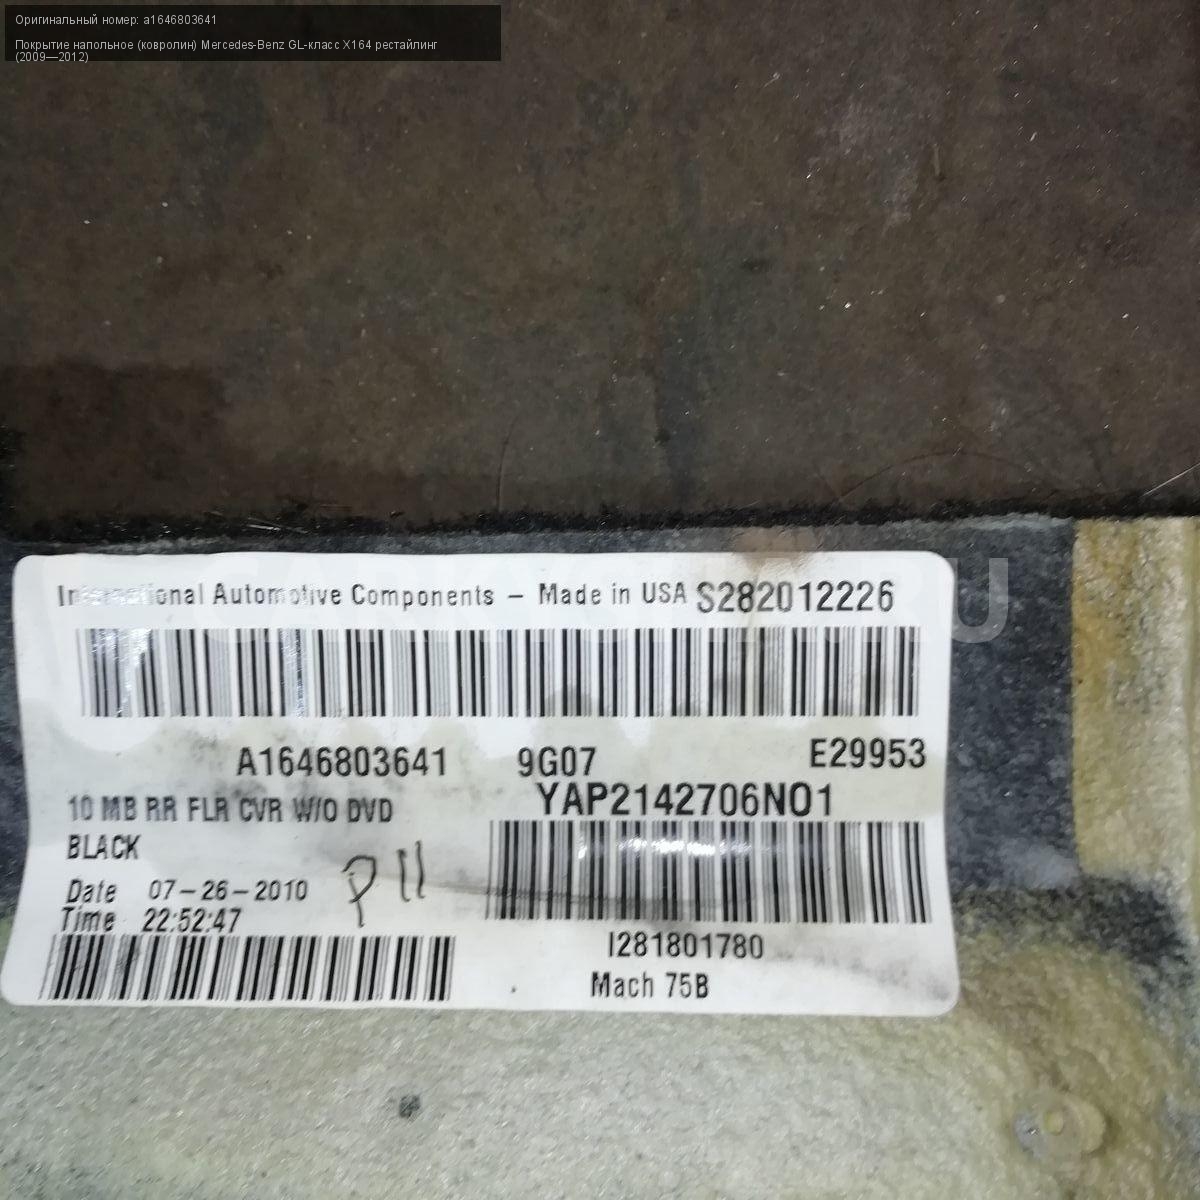 Оригинальный номер: a1646803641
Покрытие напольное (ковролин) Mercedes-Benz GL-класс X164 рестайлинг
(2009—2012)
International Automotive Components – Made in USA S282012226
A1646803641 9G07 E29953
10 MB RR FLR CVR W/O DVD YAP2142706NO1
BLACK
Date 07-26-2010 P11
Time 22:52:47
I281801780
Mach 75B